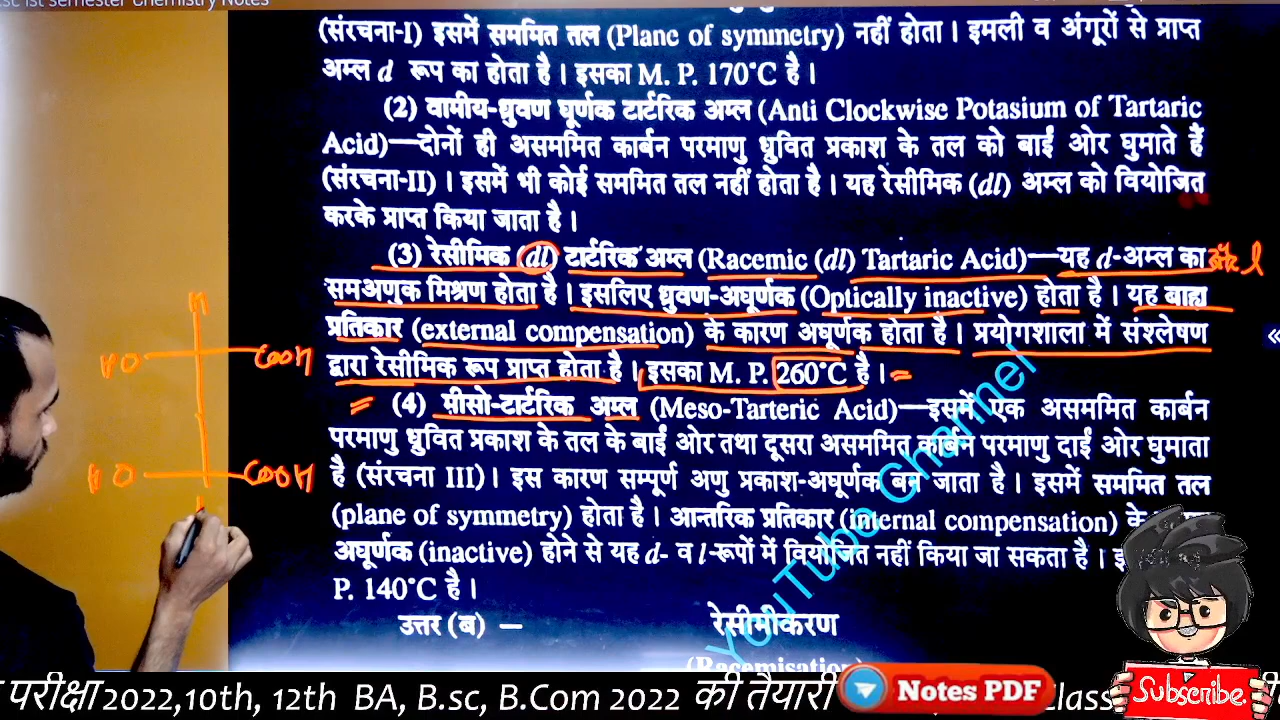 .sc 1st semester Chemistry Notes
(संरचना-I) इसमें सममित तल (Plane of symmetry) नहीं होता। इमली व अंगूरों से प्राप्त
अम्ल d रूप का होता है। इसका M. P. 170°C है।
(2) वामीय-ध्रुवण घूर्णक टार्टरिक अम्ल (Anti Clockwise Potasium of Tartaric
Acid)—दोनों ही असममित कार्बन परमाणु ध्रुवित प्रकाश के तल को बाईं ओर घुमाते हैं
(संरचना-II)। इसमें भी कोई सममित तल नहीं होता है। यह रेसीमिक (dl) अम्ल को वियोजित
करके प्राप्त किया जाता है।
(3) रेसीमिक (dl) टार्टरिक अम्ल (Racemic (dl) Tartaric Acid)—यह d-अम्ल का l
समअणुक मिश्रण होता है। इसलिए ध्रुवण-अघूर्णक (Optically inactive) होता है। यह बाह्य
प्रतिकार (external compensation) के कारण अघूर्णक होता है। प्रयोगशाला में संश्लेषण
द्वारा रेसीमिक रूप प्राप्त होता है। इसका M. P. 260°C है।
(4) मीसो-टार्टरिक अम्ल (Meso-Tarteric Acid)—इसमें एक असममित कार्बन
परमाणु ध्रुवित प्रकाश के तल के बाईं ओर तथा दूसरा असममित कार्बन परमाणु दाईं ओर घुमाता
है (संरचना III)। इस कारण सम्पूर्ण अणु प्रकाश-अघूर्णक बन जाता है। इसमें सममित तल
(plane of symmetry) होता है। आन्तरिक प्रतिकार (internal compensation) के
अघूर्णक (inactive) होने से यह d- व l-रूपों में वियोजित नहीं किया जा सकता है।
P. 140°C है।
उत्तर (ब) — रेसीमीकरण
(Racemisation)
H
HO COOH
HO COOH
YouTube Channel
परीक्षा 2022,10th, 12th BA, B.sc, B.Com 2022 की तैयारी
Notes PDF
Class
Subscribe